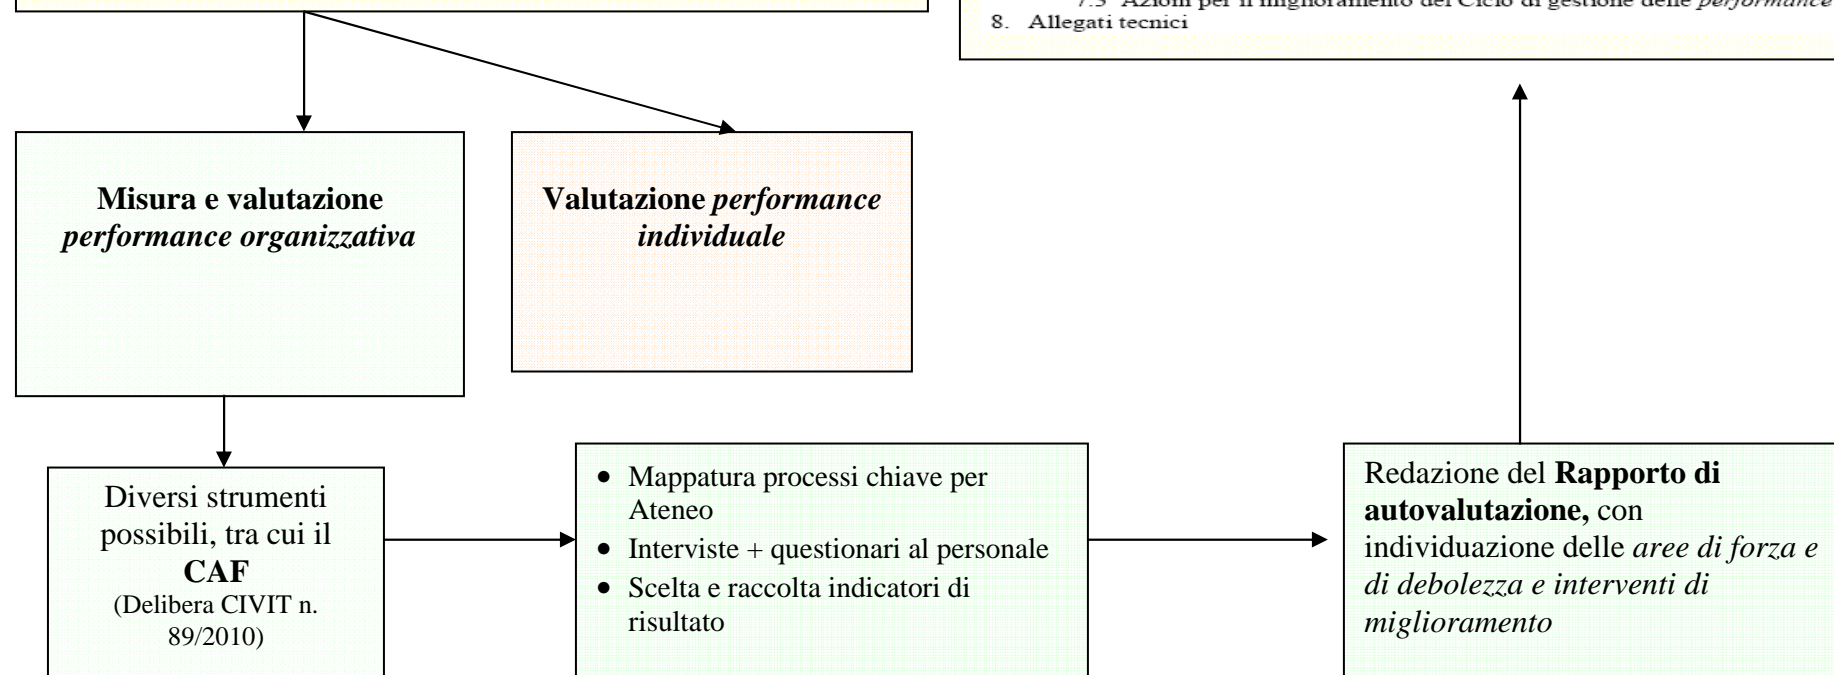 7.3 Azioni per il miglioramento del Ciclo di gestione delle performance
8. Allegati tecnici
Misura e valutazione
performance organizzativa
Valutazione performance
individuale
Diversi strumenti
possibili, tra cui il
CAF
(Delibera CIVIT n.
89/2010)
• Mappatura processi chiave per
Ateneo
• Interviste + questionari al personale
• Scelta e raccolta indicatori di
risultato
Redazione del Rapporto di
autovalutazione, con
individuazione delle aree di forza e
di debolezza e interventi di
miglioramento